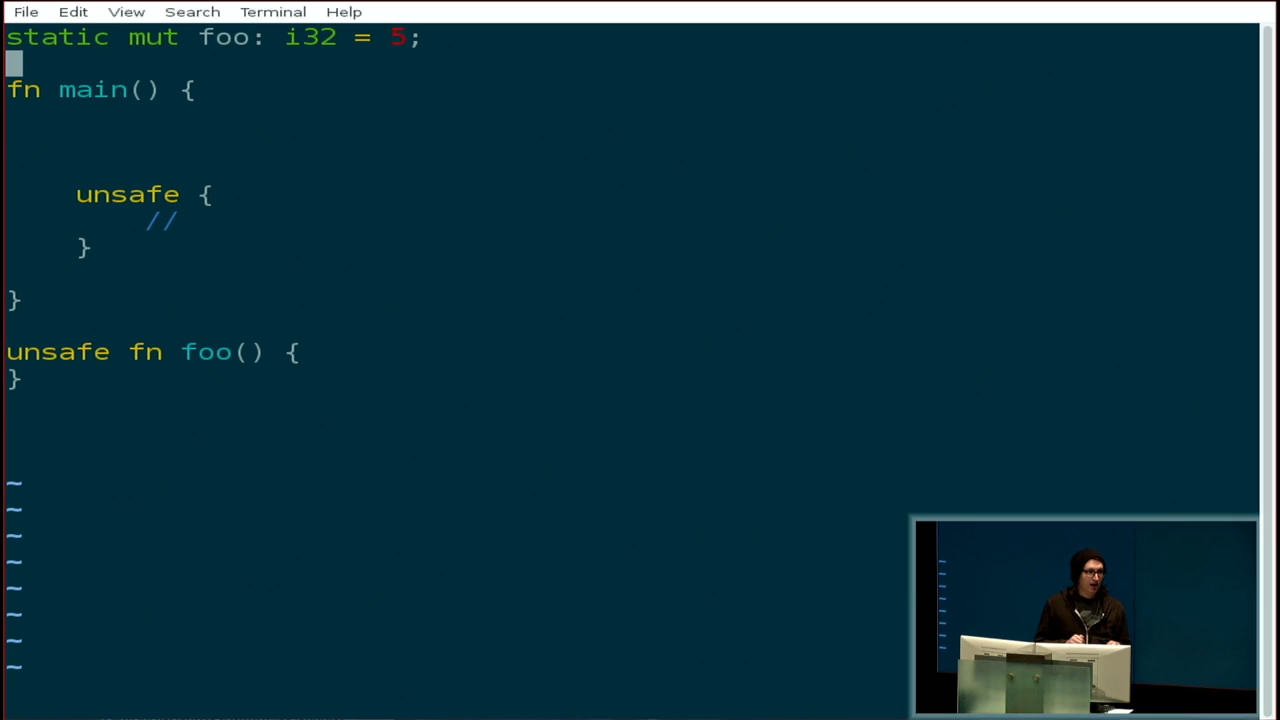 File Edit View Search Terminal Help
static mut foo: i32 = 5;
fn main() {
unsafe {
//
}
}
unsafe fn foo() {
}
~
~
~
~
~
~
~
~